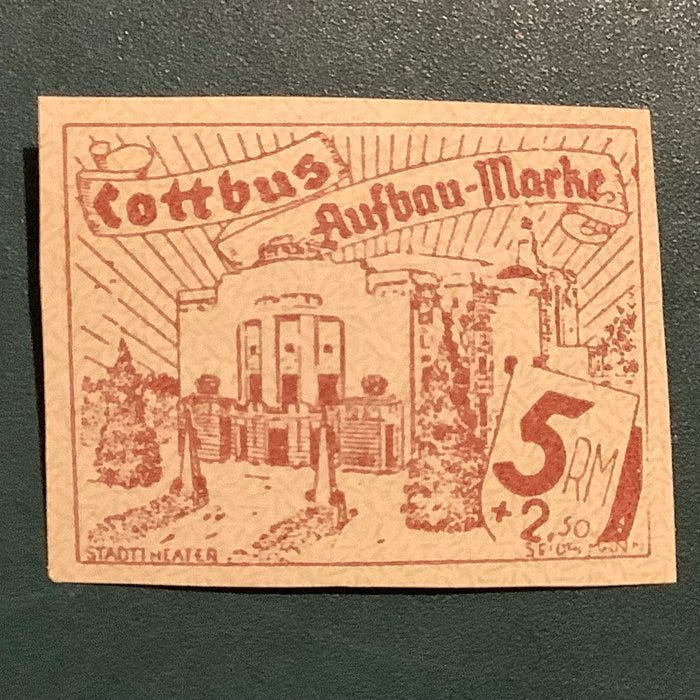 Cottbus
Aufbau-Marke
5 RM
+ 2.50
STADTTHEATER